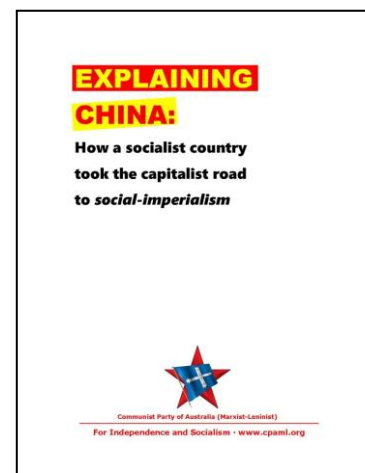 EXPLAINING
CHINA:
How a socialist country
took the capitalist road
to social-imperialism
Communist Party of Australia (Marxist-Leninist)
For Independence and Socialism · www.cpaml.org